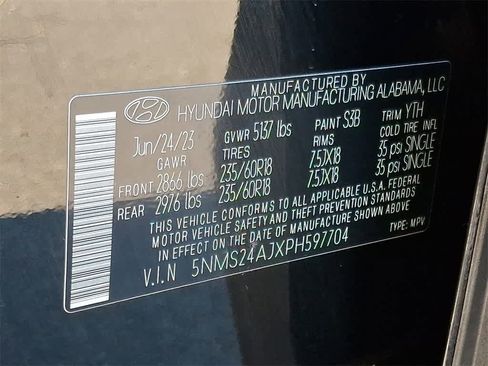 MANUFACTURED BY
HYUNDAI MOTOR MANUFACTURING ALABAMA, LLC
Jun/24/23 GVWR 5137 lbs PAINT S3B TRIM YTH
GAWR TIRES RIMS COLD TIRE INFL
FRONT 2866 lbs 235/60R18 7.5JX18 35 psi SINGLE
REAR 2976 lbs 235/60R18 7.5JX18 35 psi SINGLE
THIS VEHICLE CONFORMS TO ALL APPLICABLE U.S.A. FEDERAL
MOTOR VEHICLE SAFETY AND THEFT PREVENTION STANDARDS
IN EFFECT ON THE DATE OF MANUFACTURE SHOWN ABOVE.
V.I.N 5NMS24AJXPH597704 TYPE: MPV